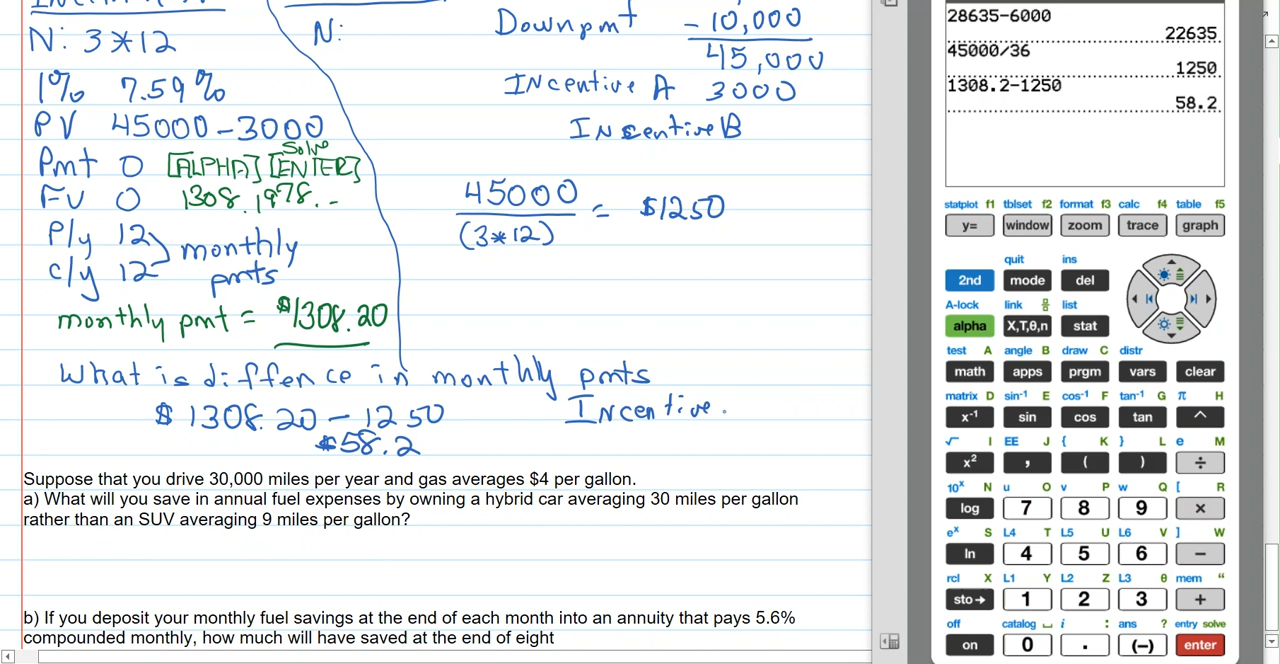 N: 3*12
I% 7.59%
PV 45000-3000
Pmt 0 [ALPHA] [ENTER]
Solve
FV 0 1308.1978..
P/y 12
C/y 12
monthly
pmts
monthly pmt = $1308.20
N:
Downpmt - 10,000
45,000
Incentive A 3000
Incentive B
45000
(3*12)
= $1250
What is diffence in monthly pmts
$1308.20 - 1250
$58.2
Incentive.
Suppose that you drive 30,000 miles per year and gas averages $4 per gallon.
a) What will you save in annual fuel expenses by owning a hybrid car averaging 30 miles per gallon
rather than an SUV averaging 9 miles per gallon?
b) If you deposit your monthly fuel savings at the end of each month into an annuity that pays 5.6%
compounded monthly, how much will have saved at the end of eight
28635-6000
22635
45000/36
1250
1308.2-1250
58.2
statplot f1 tblset f2 format f3 calc f4 table f5
y= window zoom trace graph
quit ins
2nd mode del
A-lock link list
alpha X,T,θ,n stat
test A angle B draw C distr
math apps prgm vars clear
matrix D sin⁻¹ E cos⁻¹ F tan⁻¹ G π H
x⁻¹ sin cos tan ^
√ I EE J { K } L e M
x² , ( ) ÷
10ˣ N u O v P w Q [ R
log 7 8 9 ×
eˣ S L4 T L5 U L6 V ] W
ln 4 5 6 −
rcl X L1 Y L2 Z L3 θ mem "
sto→ 1 2 3 +
off catalog i : ans ? entry solve
on 0 . (−) enter